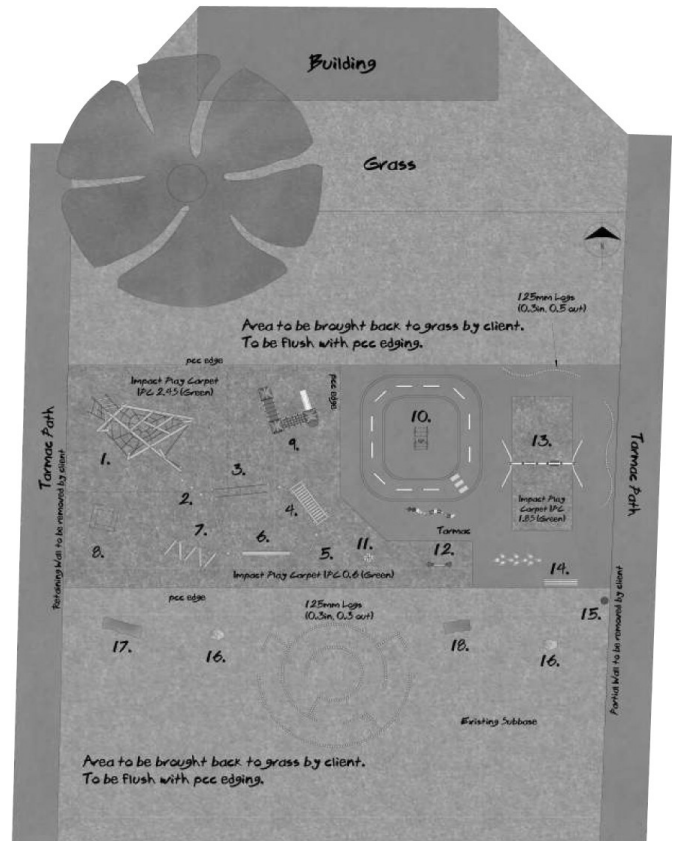 Building
Grass
125mm Logs
(0.3in, 0.5 out)
Area to be brought back to grass by client.
To be flush with pcc edging.
pcc edge
Impact Play Carpet
IPC 2.45 (Green)
pcc edge
Tarmac Path
Retaining Wall to be removed by client
1.
2.
3.
4.
5.
6.
7.
8.
9.
10.
11.
12.
13.
Impact Play
Carpet IPC
1.85 (Green)
Tarmac
Tarmac Path
14.
Impact Play Carpet IPC 0.6 (Green)
pcc edge
125mm Logs
(0.3in, 0.3 out)
15.
Partial Wall to be removed by client
17.
16.
18.
16.
Existing Subbase
Area to be brought back to grass by client.
To be flush with pcc edging.